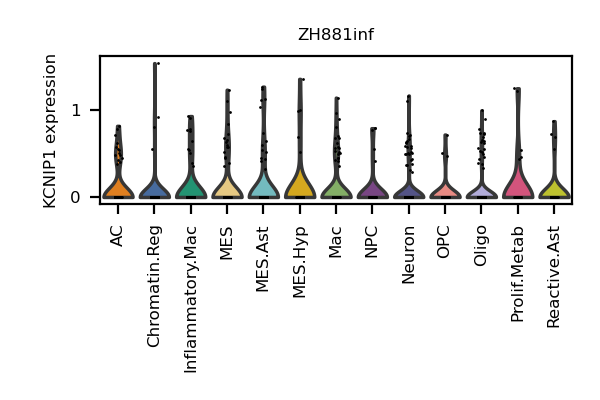 ZH881inf
KCNIP1 expression
1
0
AC
Chromatin.Reg
Inflammatory.Mac
MES
MES.Ast
MES.Hyp
Mac
NPC
Neuron
OPC
Oligo
Prolif.Metab
Reactive.Ast